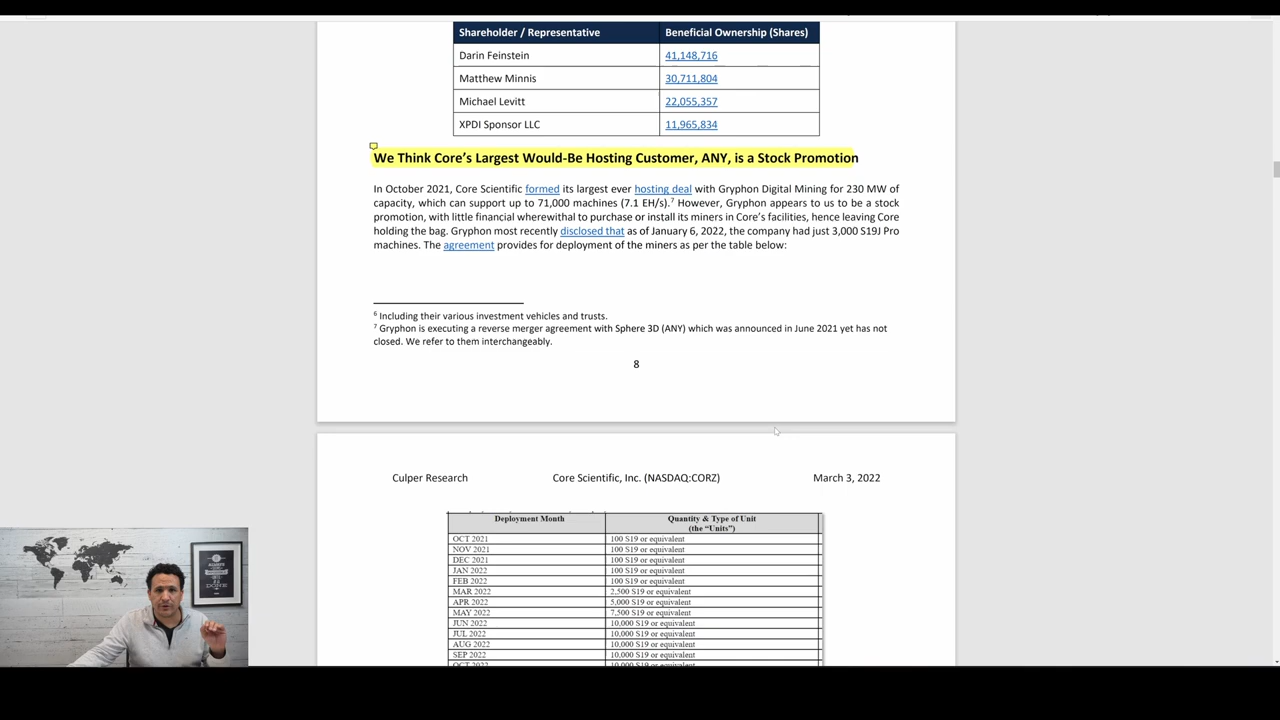 Shareholder / Representative Beneficial Ownership (Shares)
Darin Feinstein 41,148,716
Matthew Minnis 30,711,804
Michael Levitt 22,055,357
XPDI Sponsor LLC 11,965,834
We Think Core's Largest Would-Be Hosting Customer, ANY, is a Stock Promotion
In October 2021, Core Scientific formed its largest ever hosting deal with Gryphon Digital Mining for 230 MW of
capacity, which can support up to 71,000 machines (7.1 EH/s).7 However, Gryphon appears to us to be a stock
promotion, with little financial wherewithal to purchase or install its miners in Core's facilities, hence leaving Core
holding the bag. Gryphon most recently disclosed that as of January 6, 2022, the company had just 3,000 S19J Pro
machines. The agreement provides for deployment of the miners as per the table below:
6 Including their various investment vehicles and trusts.
7 Gryphon is executing a reverse merger agreement with Sphere 3D (ANY) which was announced in June 2021 yet has not
closed. We refer to them interchangeably.
8
Culper Research Core Scientific, Inc. (NASDAQ:CORZ) March 3, 2022
Deployment Month Quantity & Type of Unit
(the "Units")
OCT 2021 100 S19 or equivalent
NOV 2021 100 S19 or equivalent
DEC 2021 100 S19 or equivalent
JAN 2022 100 S19 or equivalent
FEB 2022 100 S19 or equivalent
MAR 2022 2,500 S19 or equivalent
APR 2022 5,000 S19 or equivalent
MAY 2022 7,500 S19 or equivalent
JUN 2022 10,000 S19 or equivalent
JUL 2022 10,000 S19 or equivalent
AUG 2022 10,000 S19 or equivalent
SEP 2022 10,000 S19 or equivalent
OCT 2022 10,000 S19 or equivalent